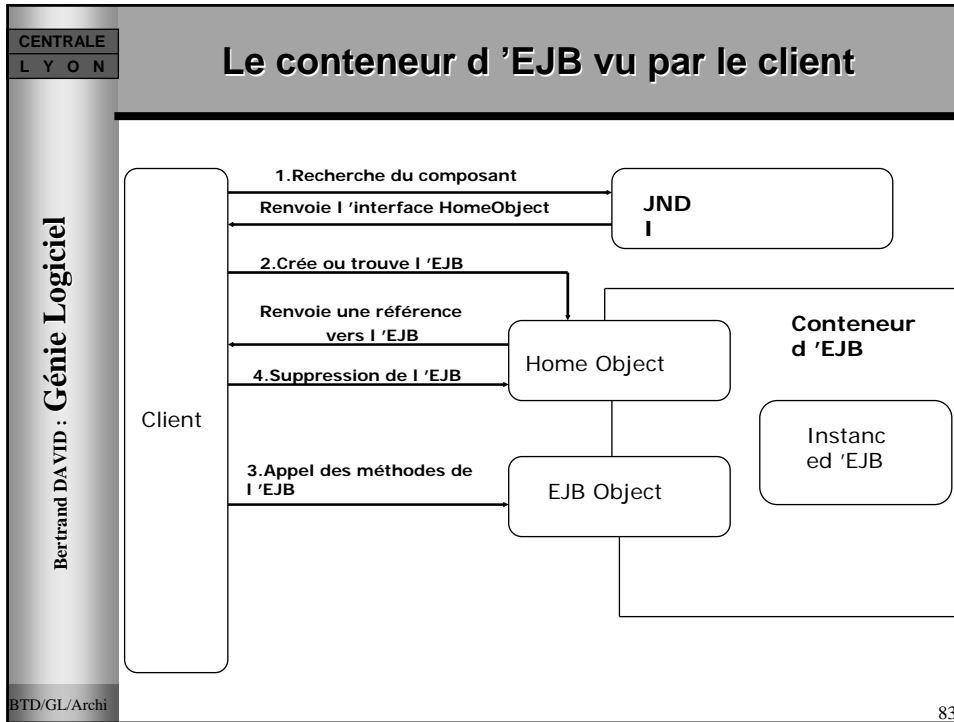 CENTRALE
L Y O N
Le conteneur d ’EJB vu par le client
Bertrand DAVID : Génie Logiciel
Client
1.Recherche du composant
Renvoie l ’interface HomeObject
JND
I
2.Crée ou trouve l ’EJB
Renvoie une référence
vers l ’EJB
4.Suppression de l ’EJB
Home Object
Conteneur
d ’EJB
Instanc
ed ’EJB
3.Appel des méthodes de
l ’EJB
EJB Object
BTD/GL/Archi
83